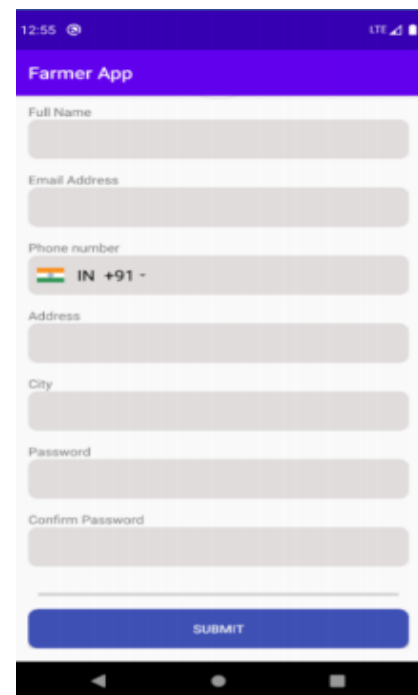 12:55 LTE
Farmer App
Full Name
Email Address
Phone number
IN +91
Address
City
Password
Confirm Password
SUBMIT